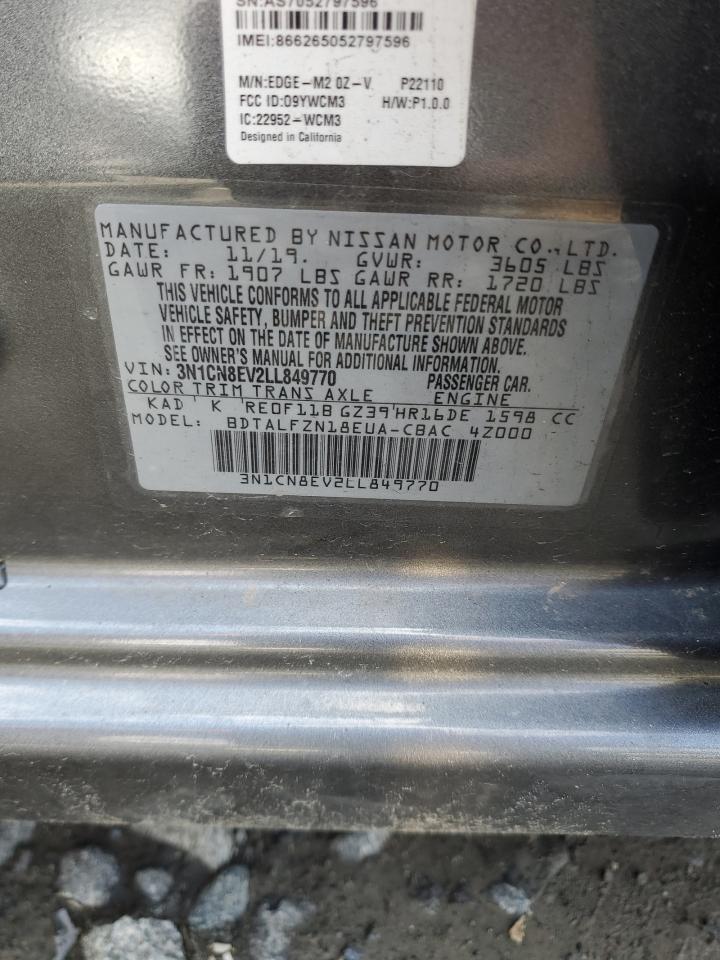 SN:AS7052797596
IMEI:866265052797596
M/N:EDGE-M2 0Z-V P22110
FCC ID:O9YWCM3 H/W:P1.0.0
IC:22952-WCM3
Designed in California
MANUFACTURED BY NISSAN MOTOR CO.,LTD.
DATE: 11/19. GVWR: 3605 LBS
GAWR FR: 1907 LBS GAWR RR: 1720 LBS
THIS VEHICLE CONFORMS TO ALL APPLICABLE FEDERAL MOTOR
VEHICLE SAFETY, BUMPER AND THEFT PREVENTION STANDARDS
IN EFFECT ON THE DATE OF MANUFACTURE SHOWN ABOVE.
SEE OWNER'S MANUAL FOR ADDITIONAL INFORMATION.
VIN: 3N1CN8EV2LL849770 PASSENGER CAR.
COLOR TRIM TRANS AXLE ENGINE
KAD K RE0F11B GZ39 HR16DE 1598 CC
MODEL: BDTALFZN18EUA-CBAC 4Z000
3N1CN8EV2LL849770